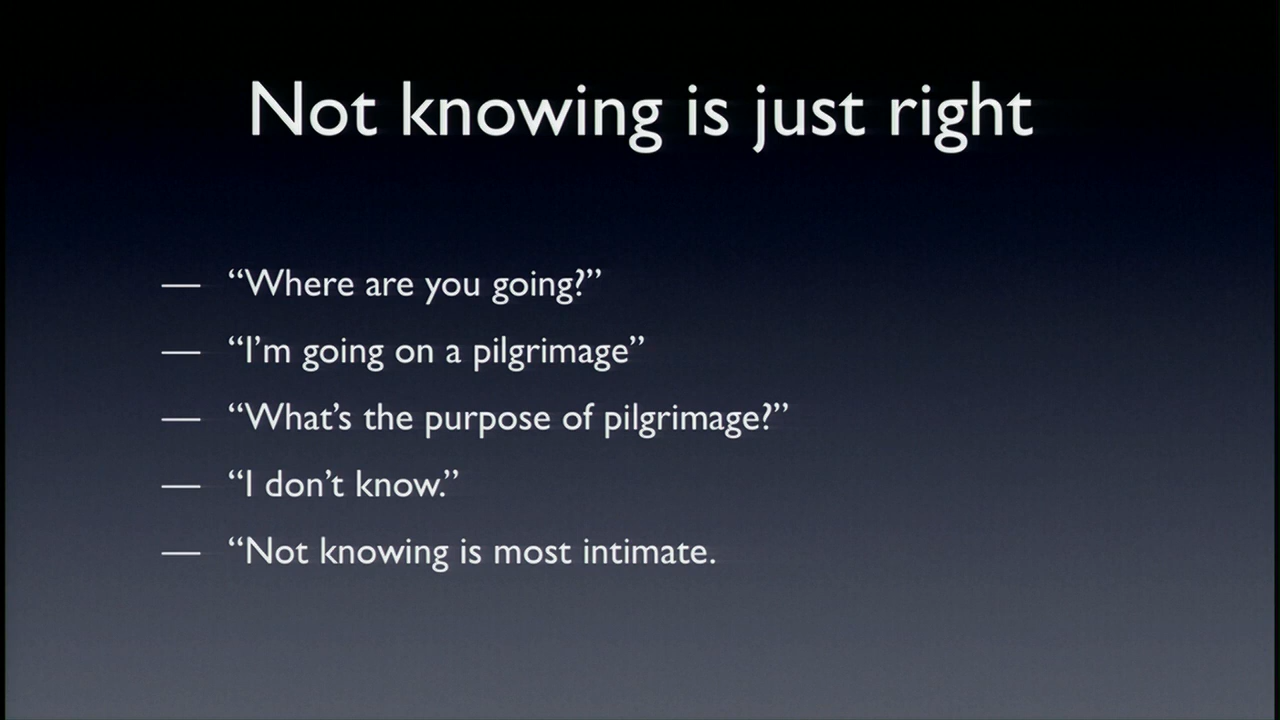 Not knowing is just right
— “Where are you going?”
— “I’m going on a pilgrimage”
— “What’s the purpose of pilgrimage?”
— “I don’t know.”
— “Not knowing is most intimate.